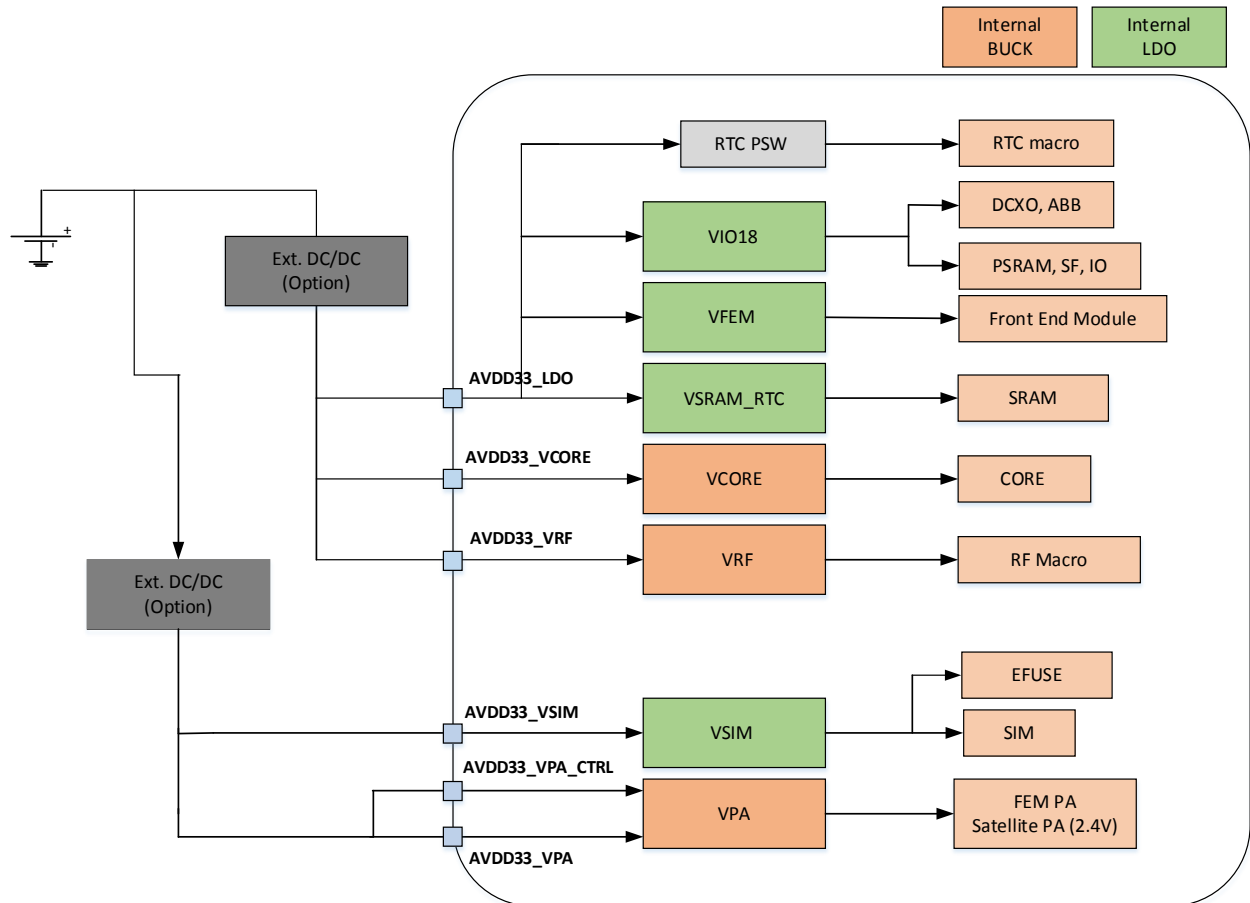 Internal
BUCK
Internal
LDO
RTC PSW
RTC macro
DCXO, ABB
VIO18
PSRAM, SF, IO
Ext. DC/DC
(Option)
VFEM
Front End Module
AVDD33_LDO
VSRAM_RTC
SRAM
AVDD33_VCORE
VCORE
CORE
AVDD33_VRF
VRF
RF Macro
Ext. DC/DC
(Option)
EFUSE
AVDD33_VSIM
VSIM
SIM
AVDD33_VPA_CTRL
VPA
FEM PA
Satellite PA (2.4V)
AVDD33_VPA